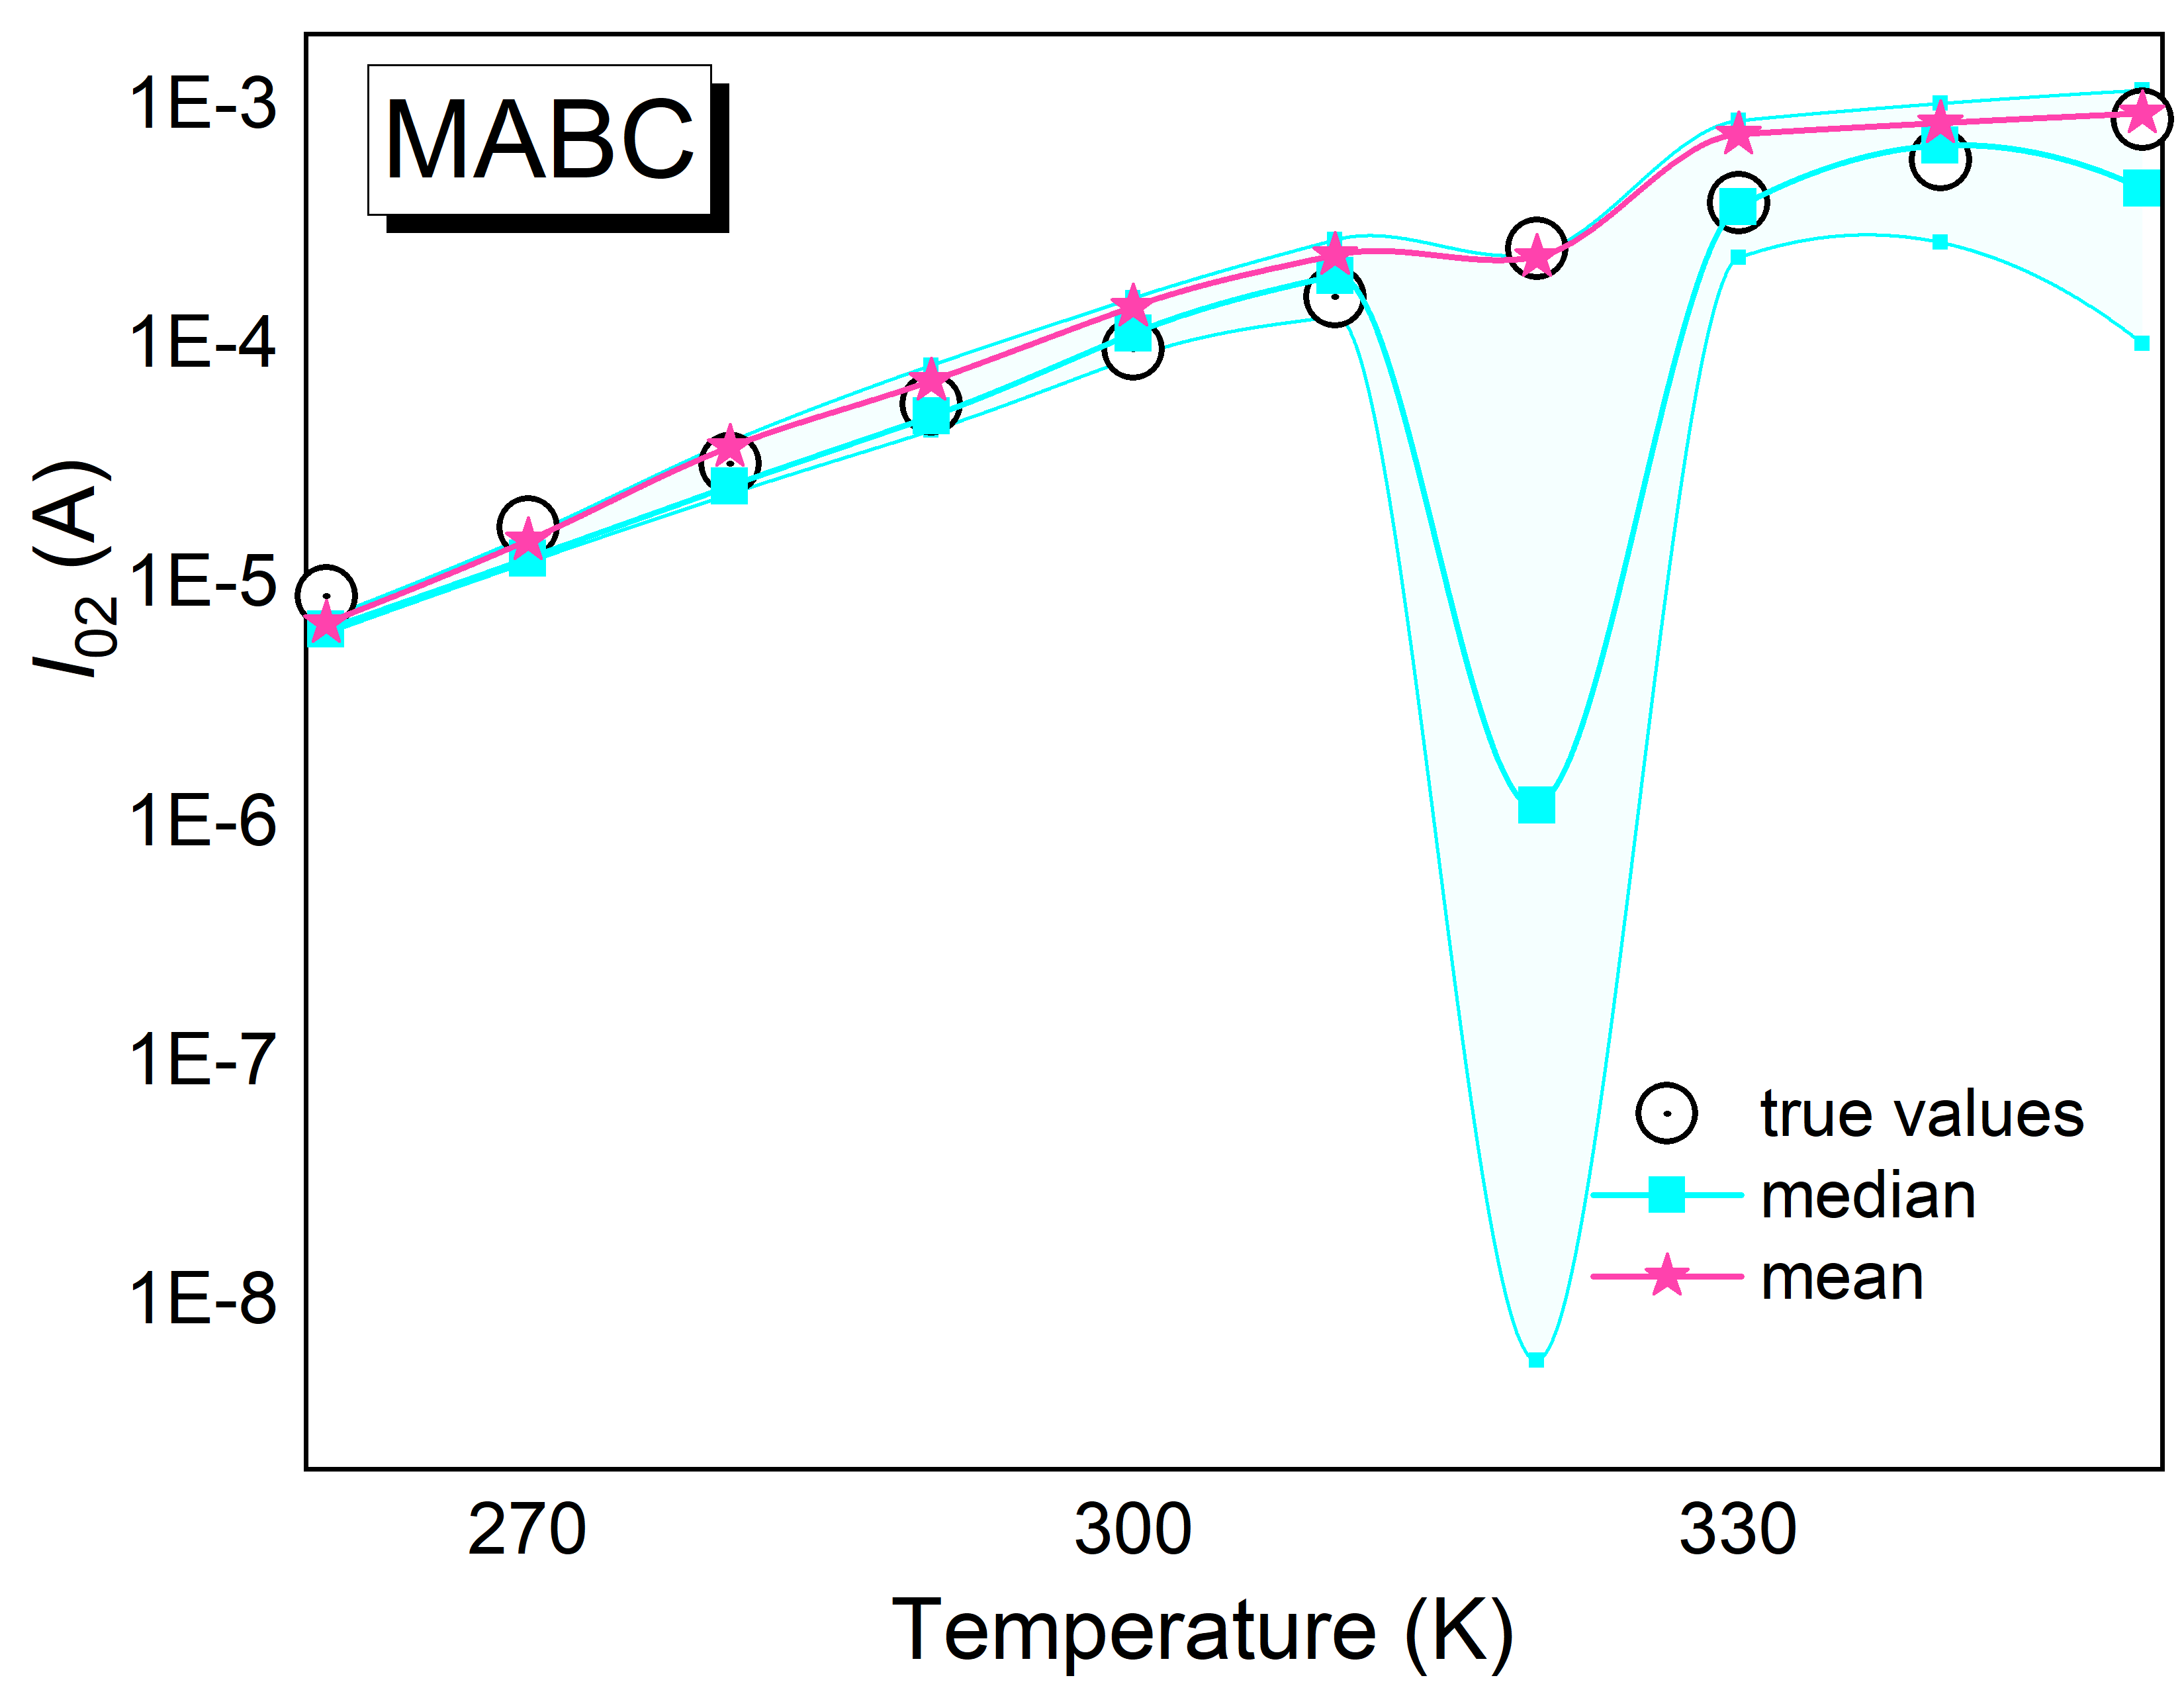 MABC
1E-3
1E-4
1E-5
1E-6
1E-7
1E-8
I02 (A)
true values
median
mean
270 300 330
Temperature (K)